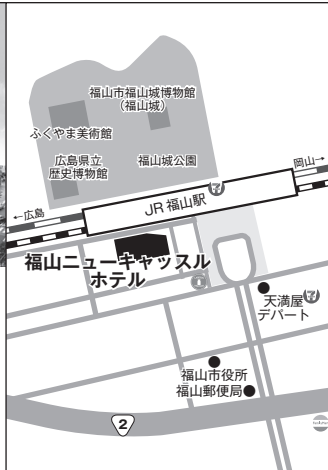 福山市福山城博物館
(福山城)
ふくやま美術館
広島県立
歴史博物館
福山城公園
岡山→
←広島
JR 福山駅
福山ニューキャッスル
ホテル
天満屋
デパート
福山市役所
福山郵便局
2